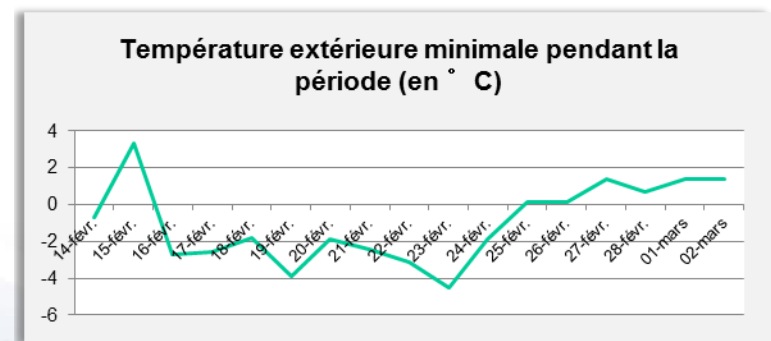 Température extérieure minimale pendant la
période (en ° C)
4
2
0
-2
-4
-6
14-févr.
15-févr.
16-févr.
17-févr.
18-févr.
19-févr.
20-févr.
21-févr.
22-févr.
23-févr.
24-févr.
25-févr.
26-févr.
27-févr.
28-févr.
01-mars
02-mars